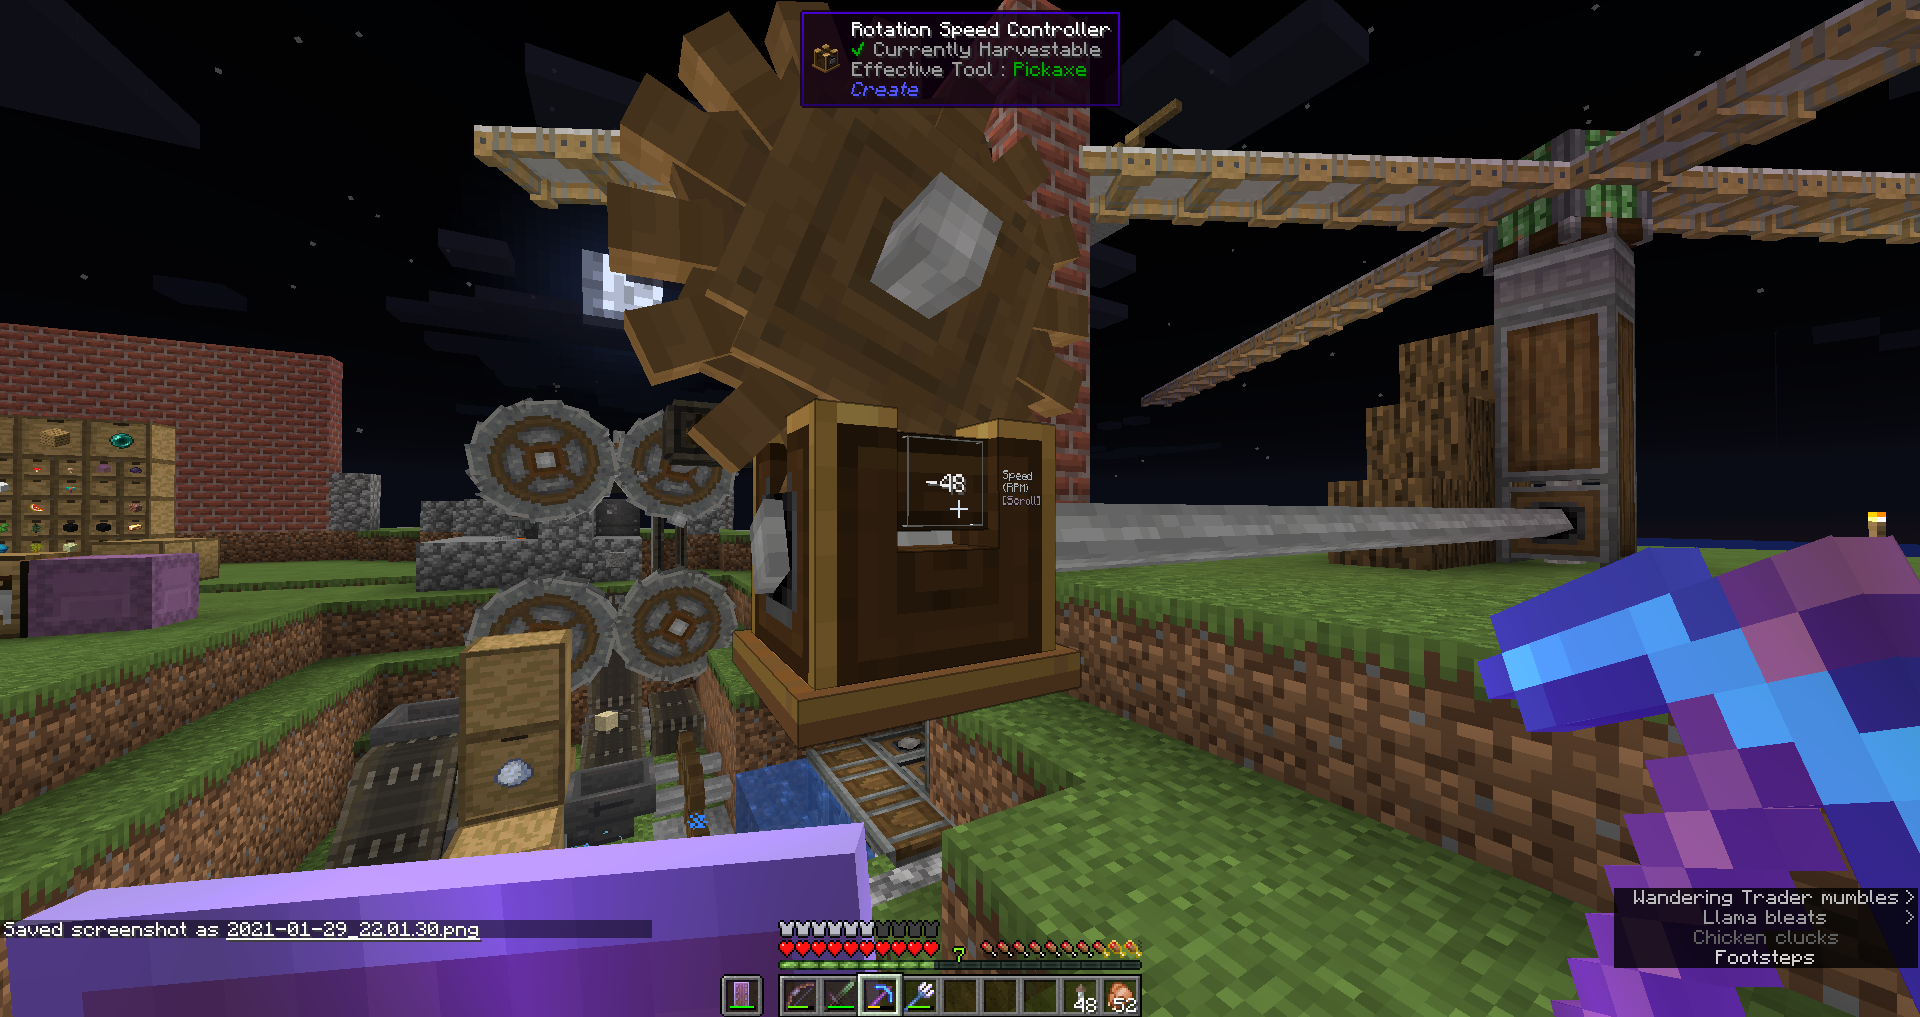 Rotation Speed Controller
✓ Currently Harvestable
Effective Tool : Pickaxe
Create
-48
Speed
(RPM)
[Scroll]
Saved screenshot as 2021-01-29_22.01.30.png
Wandering Trader mumbles >
Llama bleats >
Chicken clucks
Footsteps
7
48
52